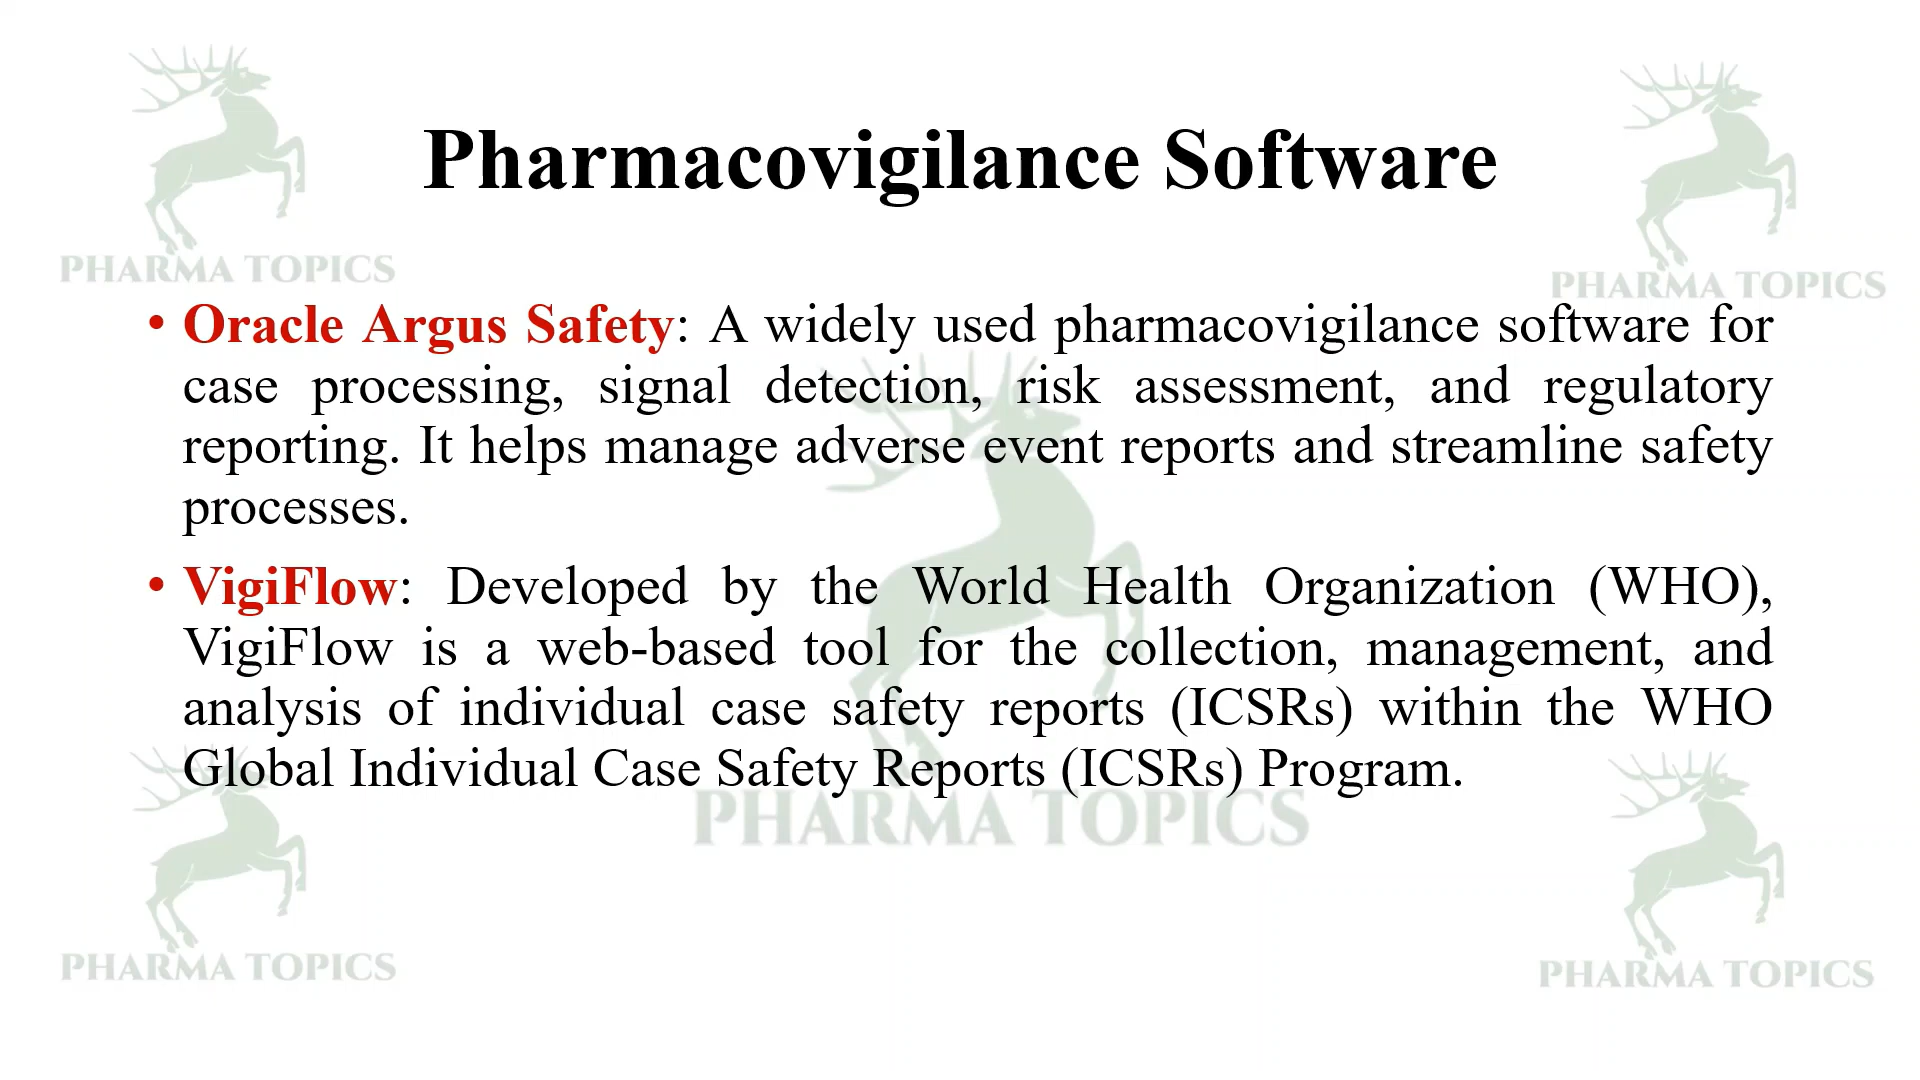 Pharmacovigilance Software
PHARMA TOPICS
PHARMA TOPICS
• Oracle Argus Safety: A widely used pharmacovigilance software for
case processing, signal detection, risk assessment, and regulatory
reporting. It helps manage adverse event reports and streamline safety
processes.
• VigiFlow: Developed by the World Health Organization (WHO),
VigiFlow is a web-based tool for the collection, management, and
analysis of individual case safety reports (ICSRs) within the WHO
Global Individual Case Safety Reports (ICSRs) Program.
PHARMA TOPICS
PHARMA TOPICS
PHARMA TOPICS